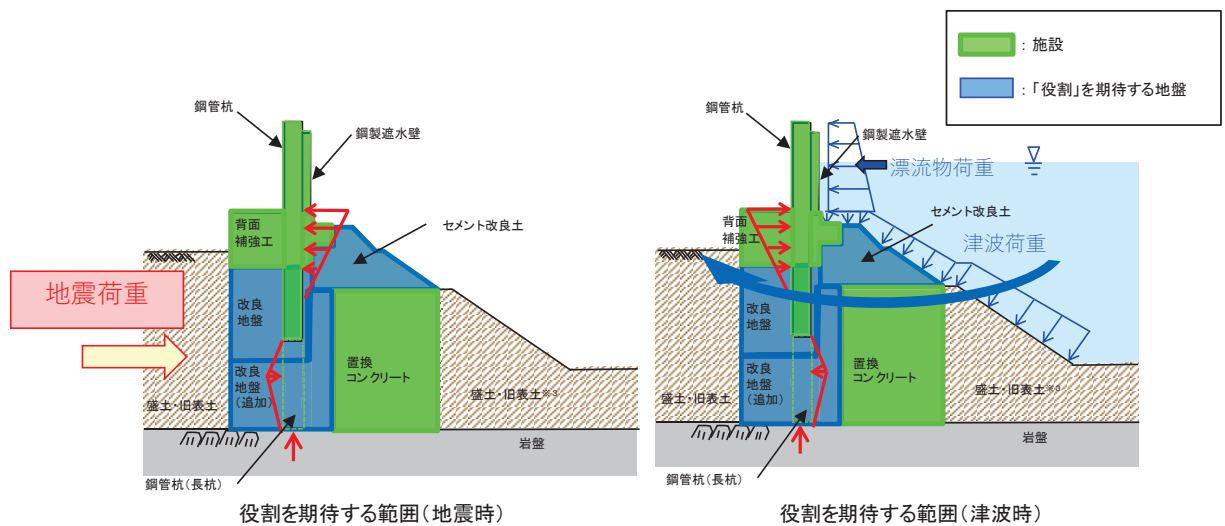 ：施設
：「役割」を期待する地盤
鋼管杭
鋼製遮水壁
背面
補強工
セメント改良土
地震荷重
改良
地盤
改良
地盤
（追加）
置換
コンクリート
盛土・旧表土
盛土・旧表土※3
岩盤
鋼管杭（長杭）
役割を期待する範囲（地震時）
鋼管杭
鋼製遮水壁
漂流物荷重
背面
補強工
セメント改良土
津波荷重
改良
地盤
改良
地盤
（追加）
置換
コンクリート
盛土・旧表土
盛土・旧表土※3
岩盤
鋼管杭（長杭）
役割を期待する範囲（津波時）